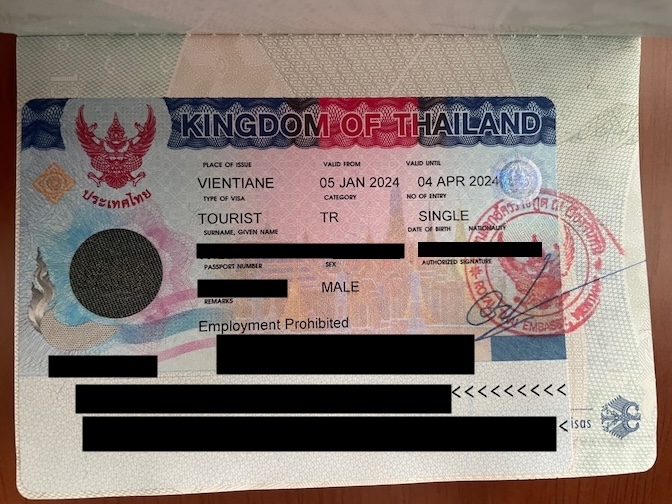 KINGDOM OF THAILAND
ประเทศไทย
PLACE OF ISSUE VALID FROM VALID UNTIL
VIENTIANE 05 JAN 2024 04 APR 2024
TYPE OF VISA CATEGORY NO OF ENTRY
TOURIST TR SINGLE
SURNAME, GIVEN NAME DATE OF BIRTH NATIONALITY
PASSPORT NUMBER SEX AUTHORIZED SIGNATURE
MALE
REMARKS
Employment Prohibited
EMBASSY
<<<<<<<<<
<
isas